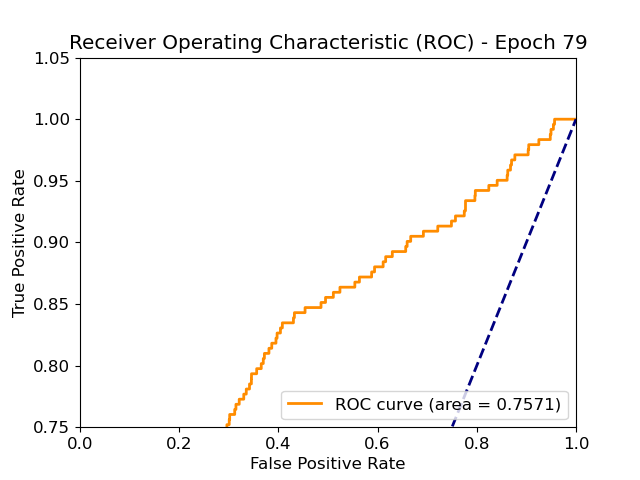 Receiver Operating Characteristic (ROC) - Epoch 79
1.05
1.00
0.95
0.90
0.85
0.80
0.75
True Positive Rate
ROC curve (area = 0.7571)
0.0 0.2 0.4 0.6 0.8 1.0
False Positive Rate